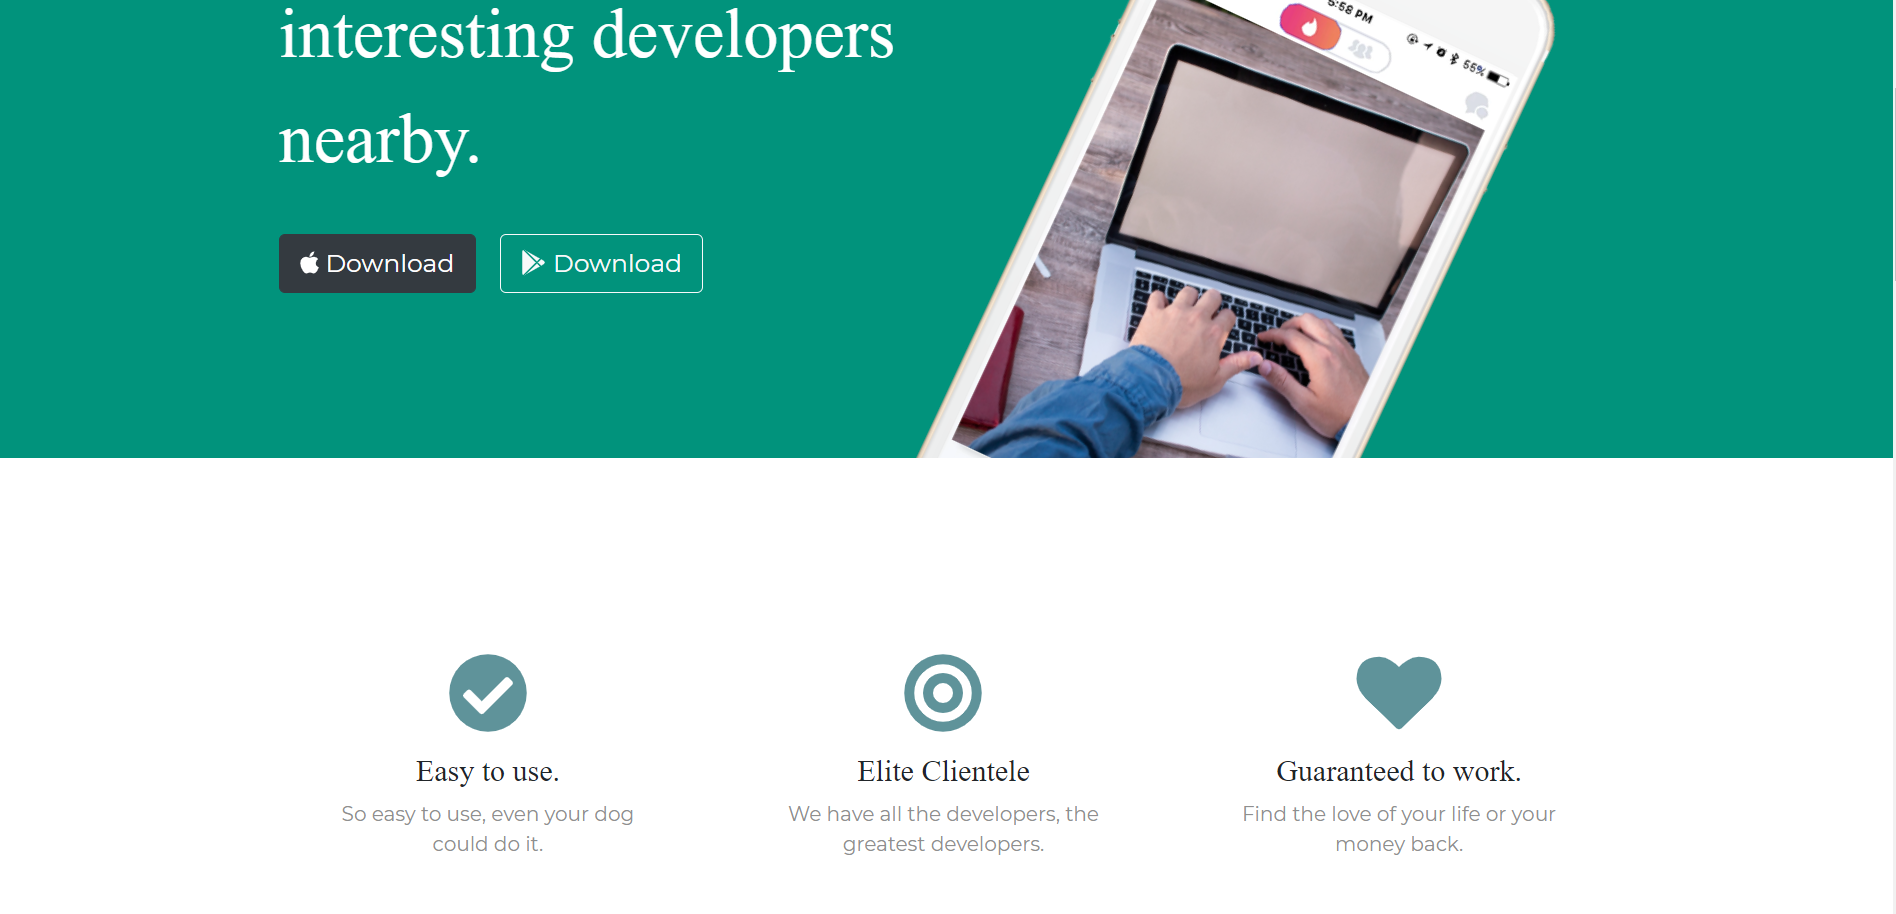 interesting developers
nearby.
5:58 PM
55%
Download
Download
Easy to use.
Elite Clientele
Guaranteed to work.
So easy to use, even your dog
could do it.
We have all the developers, the
greatest developers.
Find the love of your life or your
money back.